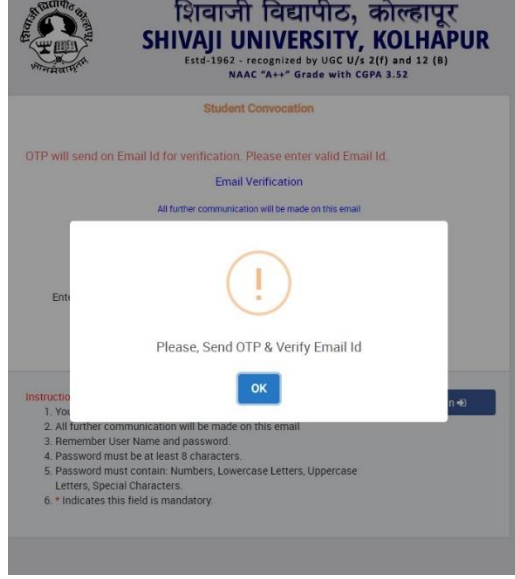 शिवाजी विद्यापीठ, कोल्हापूर
SHIVAJI UNIVERSITY, KOLHAPUR
Estd-1962 - recognized by UGC U/s 2(f) and 12 (B)
NAAC "A++" Grade with CGPA 3.52
Student Convocation
OTP will send on Email Id for verification. Please enter valid Email Id.
Email Verification
All further communication will be made on this email
!
Please, Send OTP & Verify Email Id
OK
1. You
2. All further communication will be made on this email
3. Remember User Name and password.
4. Password must be at least 8 characters.
5. Password must contain: Numbers, Lowercase Letters, Uppercase
Letters, Special Characters.
6. * Indicates this field is mandatory.